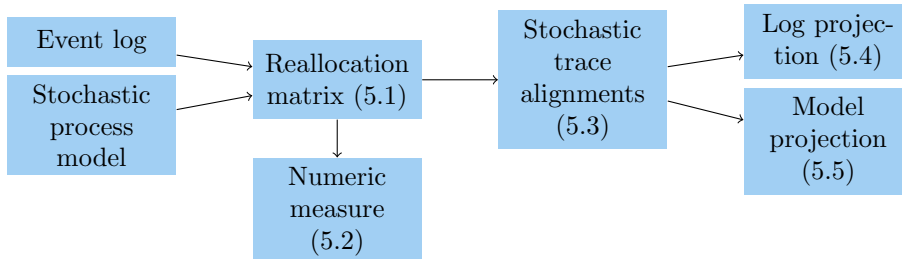 Event log
Stochastic
process
model
Reallocation
matrix (5.1)
Numeric
measure
(5.2)
Stochastic
trace
alignments
(5.3)
Log projec-
tion (5.4)
Model
projection
(5.5)